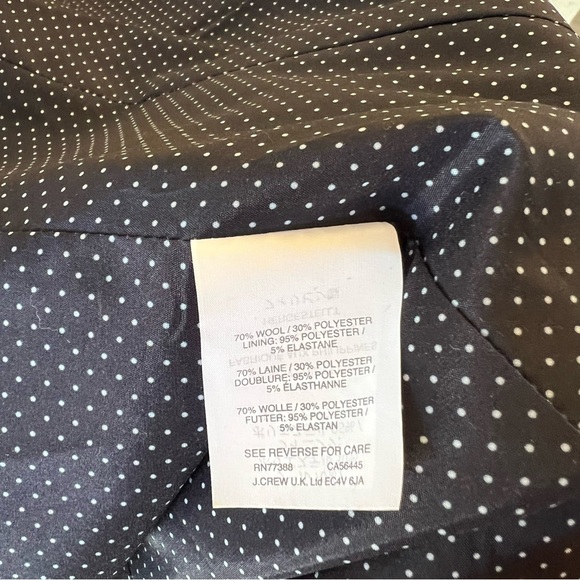 70% WOOL / 30% POLYESTER
LINING: 95% POLYESTER /
5% ELASTANE
70% LAINE / 30% POLYESTER
DOUBLURE: 95% POLYESTER /
5% ELASTHANNE
70% WOLLE / 30% POLYESTER
FUTTER: 95% POLYESTER /
5% ELASTAN
SEE REVERSE FOR CARE
RN77388 CA56445
J.CREW U.K. Ltd EC4V 6JA